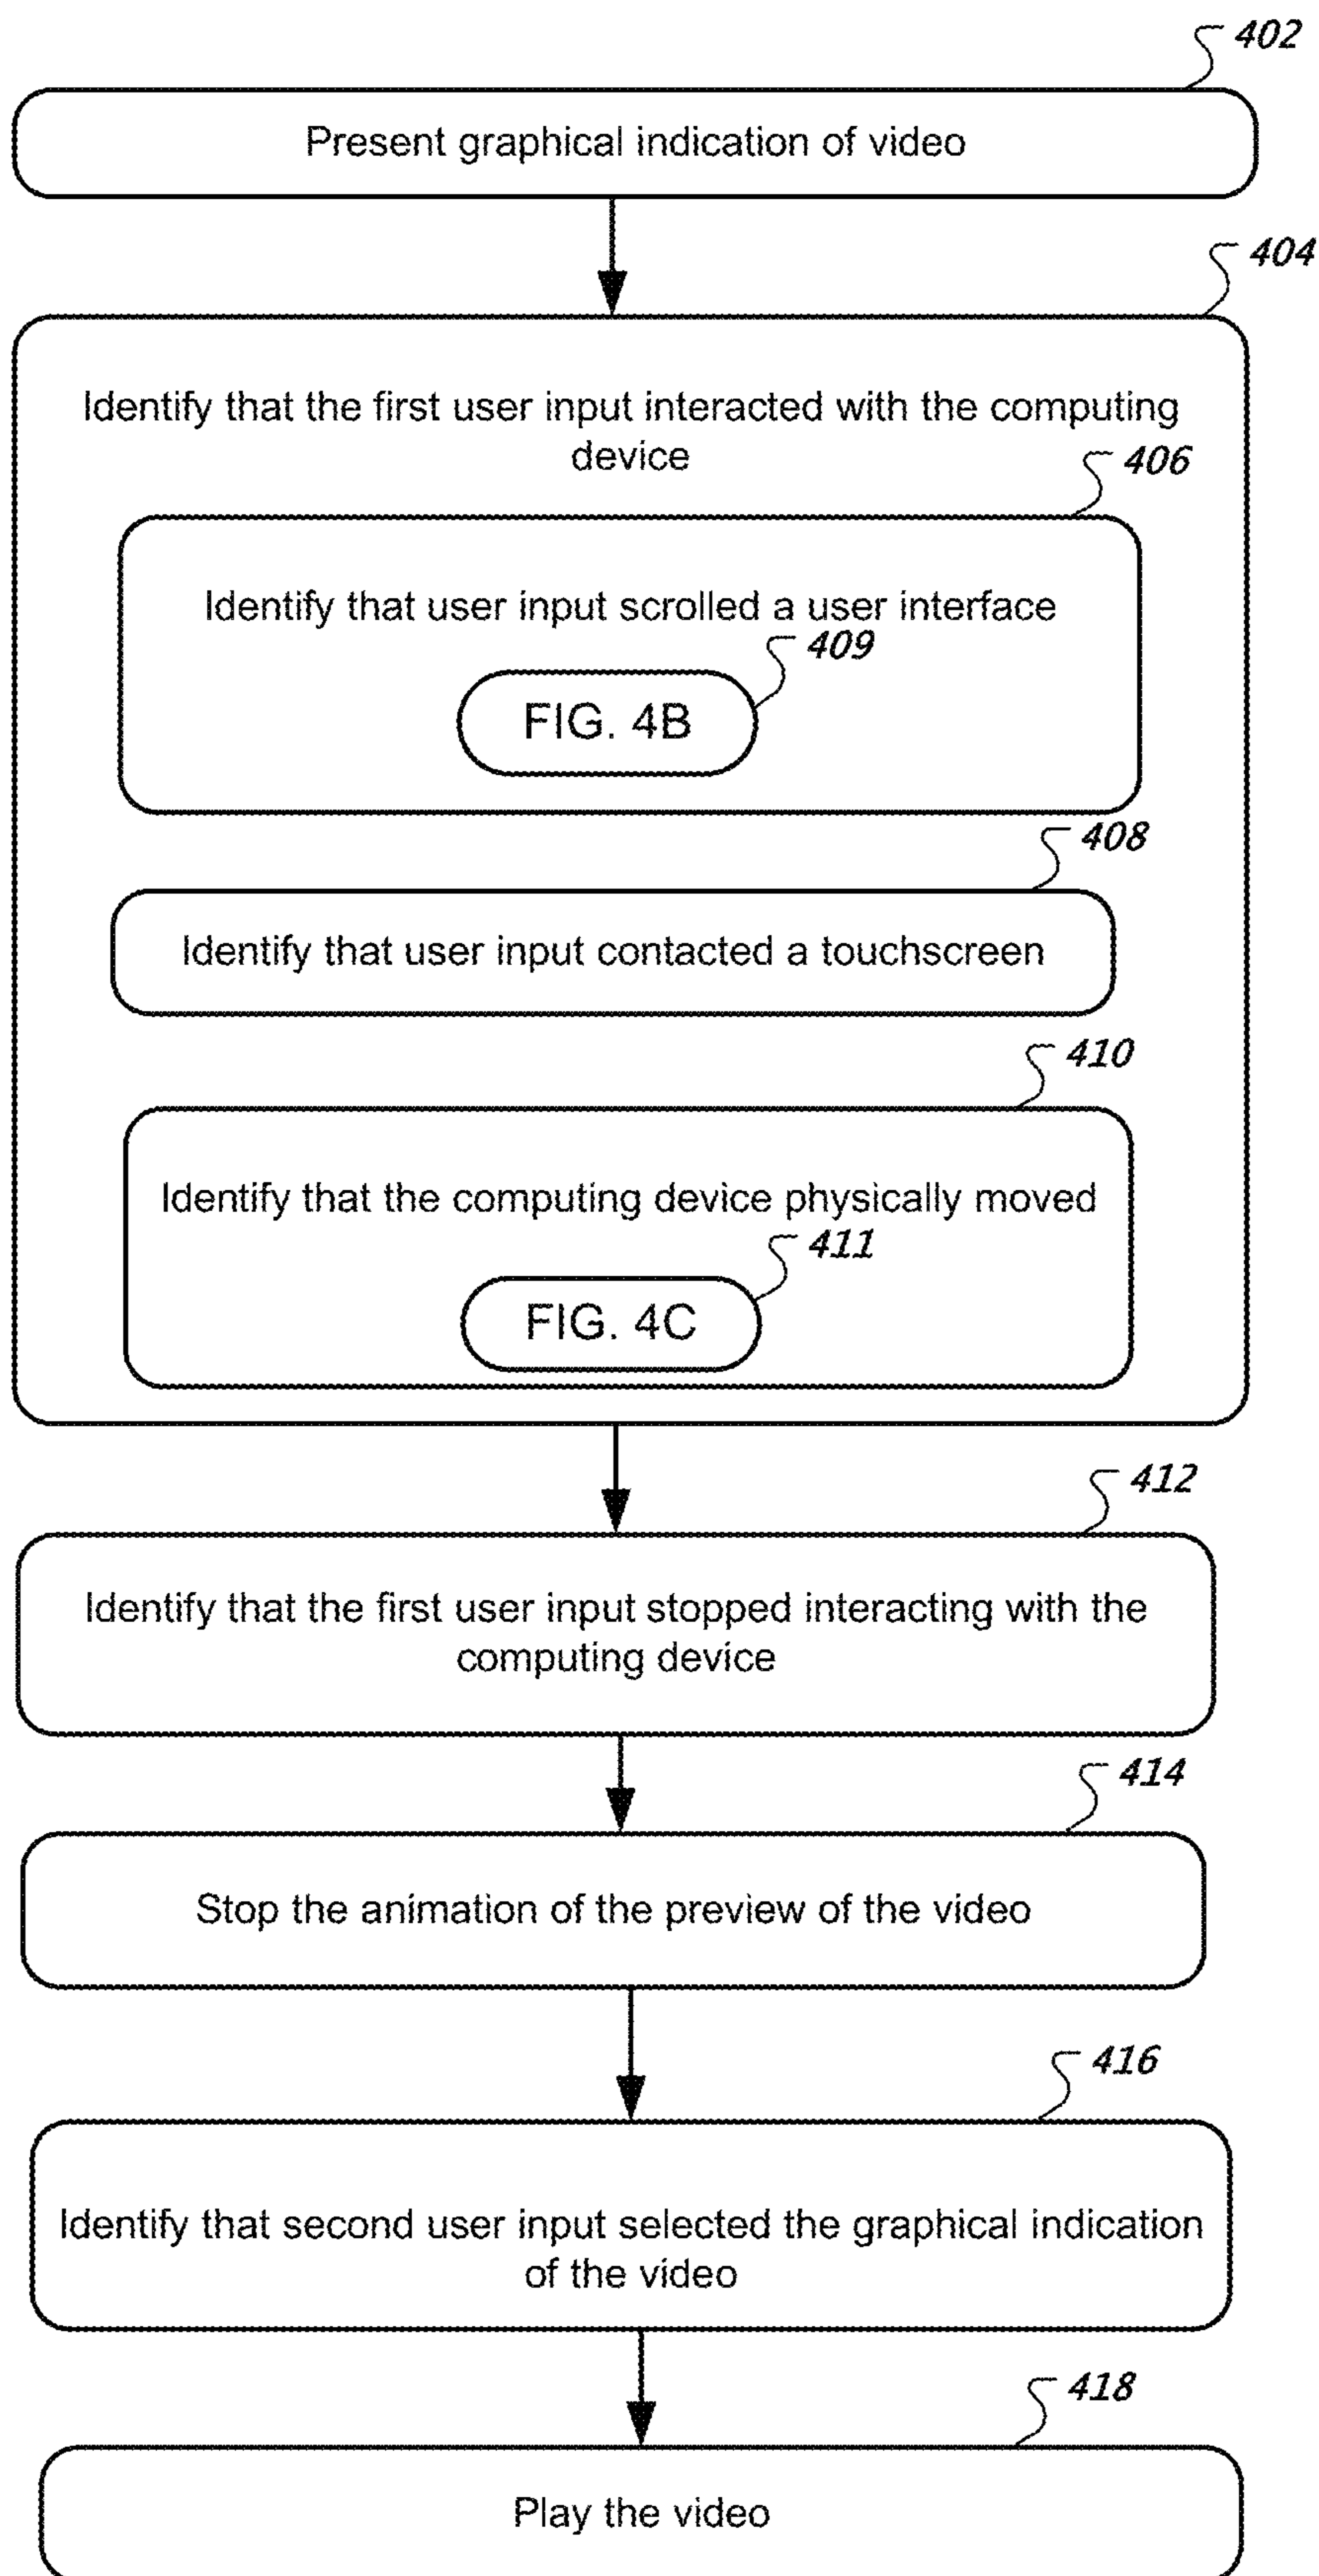 402
Present graphical indication of video
404
Identify that the first user input interacted with the computing
device
406
Identify that user input scrolled a user interface
409
FIG. 4B
408
Identify that user input contacted a touchscreen
410
Identify that the computing device physically moved
411
FIG. 4C
412
Identify that the first user input stopped interacting with the
computing device
414
Stop the animation of the preview of the video
416
Identify that second user input selected the graphical indication
of the video
418
Play the video